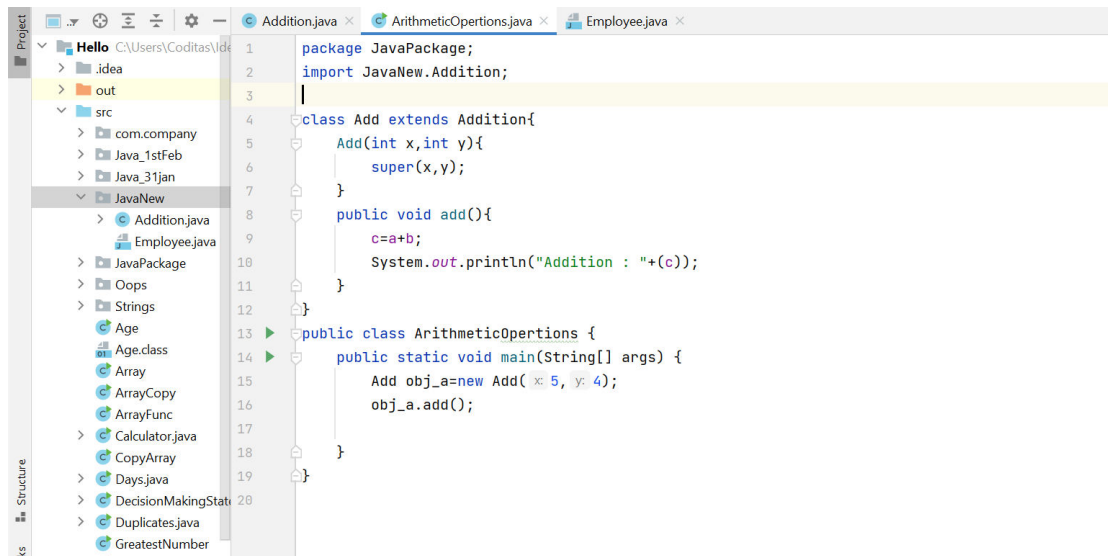 Project
Addition.java
ArithmeticOpertions.java
Employee.java
Hello C:\Users\Coditas\Ide
.idea
out
src
com.company
Java_1stFeb
Java_31jan
JavaNew
Addition.java
Employee.java
JavaPackage
Oops
Strings
Age
Age.class
Array
ArrayCopy
ArrayFunc
Calculator.java
CopyArray
Days.java
DecisionMakingState
Duplicates.java
GreatestNumber
Structure
1 package JavaPackage;
2 import JavaNew.Addition;
3
4 class Add extends Addition{
5 Add(int x,int y){
6 super(x,y);
7 }
8 public void add(){
9 c=a+b;
10 System.out.println("Addition : "+(c));
11 }
12 }
13 public class ArithmeticOpertions {
14 public static void main(String[] args) {
15 Add obj_a=new Add( x: 5, y: 4);
16 obj_a.add();
17
18 }
19 }
20